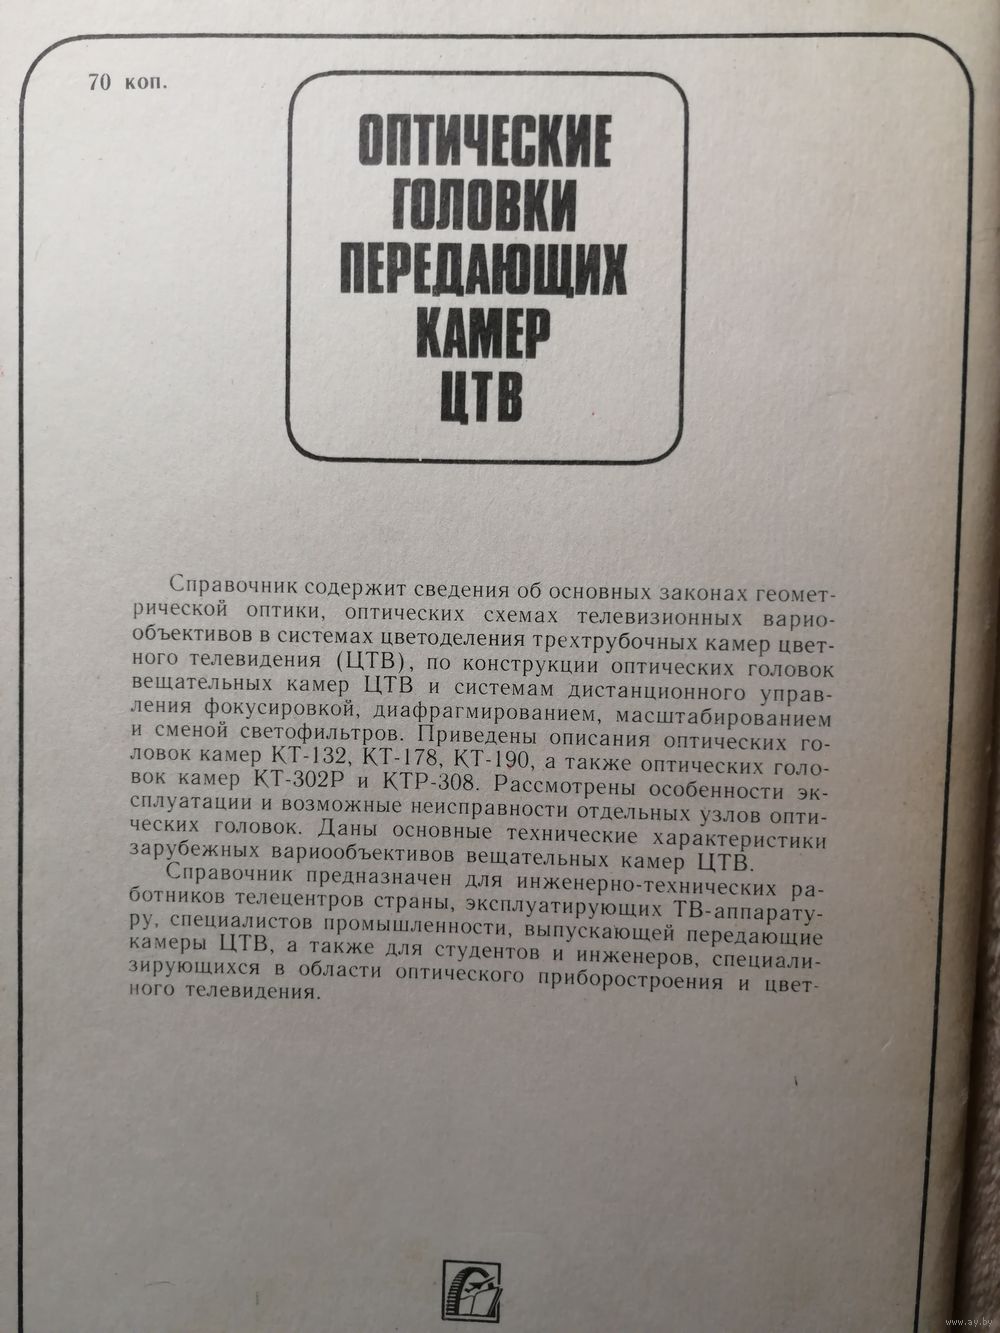 70 коп.
ОПТИЧЕСКИЕ
ГОЛОВКИ
ПЕРЕДАЮЩИХ
КАМЕР
ЦТВ
Справочник содержит сведения об основных законах геомет-
рической оптики, оптических схемах телевизионных варио-
объективов в системах цветоделения трехтрубочных камер цвет-
ного телевидения (ЦТВ), по конструкции оптических головок
вещательных камер ЦТВ и системам дистанционного управ-
ления фокусировкой, диафрагмированием, масштабированием
и сменой светофильтров. Приведены описания оптических го-
ловок камер КТ-132, КТ-178, КТ-190, а также оптических голо-
вок камер КТ-302Р и КТР-308. Рассмотрены особенности эк-
сплуатации и возможные неисправности отдельных узлов опти-
ческих головок. Даны основные технические характеристики
зарубежных вариообъективов вещательных камер ЦТВ.
Справочник предназначен для инженерно-технических ра-
ботников телецентров страны, эксплуатирующих ТВ-аппарату-
ру, специалистов промышленности, выпускающей передающие
камеры ЦТВ, а также для студентов и инженеров, специали-
зирующихся в области оптического приборостроения и цвет-
ного телевидения.
www.ay.by